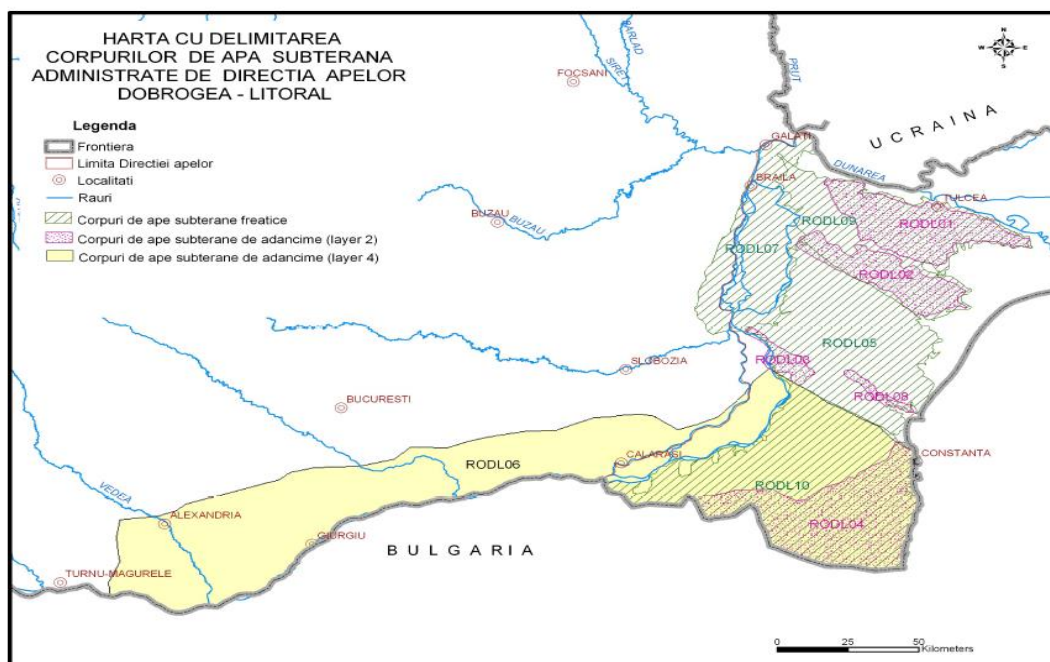 HARTA CU DELIMITAREA
CORPURILOR DE APA SUBTERANA
ADMINISTRATE DE DIRECTIA APELOR
DOBROGEA - LITORAL
Legenda
Frontiera
Limita Directiei apelor
Localitati
Rauri
Corpuri de ape subterane freatice
Corpuri de ape subterane de adancime (layer 2)
Corpuri de ape subterane de adancime (layer 4)
N
W E
S
BARLAD
SIRET
PRUT
FOCSANI
UCRAINA
GALATI
DUNAREA
BRAILA
TULCEA
BUZAU
BUZAU
RODL09
RODL01
RODL07
RODL02
RODL05
SLOBOZIA
RODL03
RODL08
BUCURESTI
CONSTANTA
RODL06
CALARASI
RODL10
VEDEA
ALEXANDRIA
RODL04
GIURGIU
BULGARIA
TURNU-MAGURELE
0 25 50
Kilometers